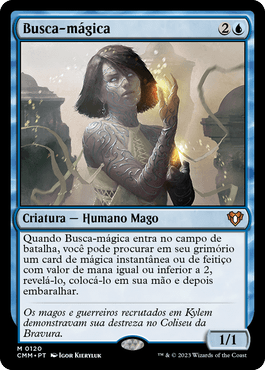 Busca-mágica 2
Criatura — Humano Mago
Quando Busca-mágica entra no campo de
batalha, você pode procurar em seu grimório
um card de mágica instantânea ou de feitiço
com valor de mana igual ou inferior a 2,
revelá-lo, colocá-lo em sua mão e depois
embaralhar.
Os magos e guerreiros recrutados em Kylem
demonstravam sua destreza no Coliseu da
Bravura.
1/1
M 0120
CMM • PT Igor Kieryluk
™ & © 2023 Wizards of the Coast